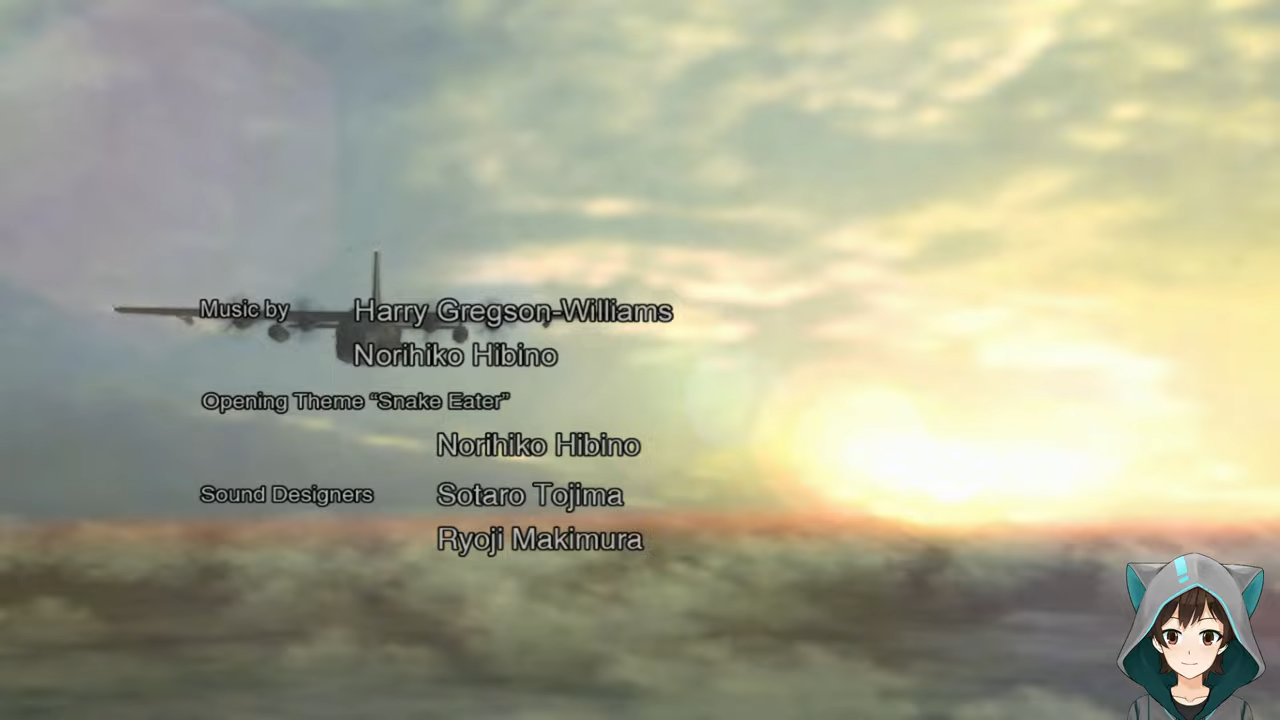 Music by Harry Gregson-Williams
Norihiko Hibino
Opening Theme “Snake Eater”
Norihiko Hibino
Sound Designers Sotaro Tojima
Ryoji Makimura